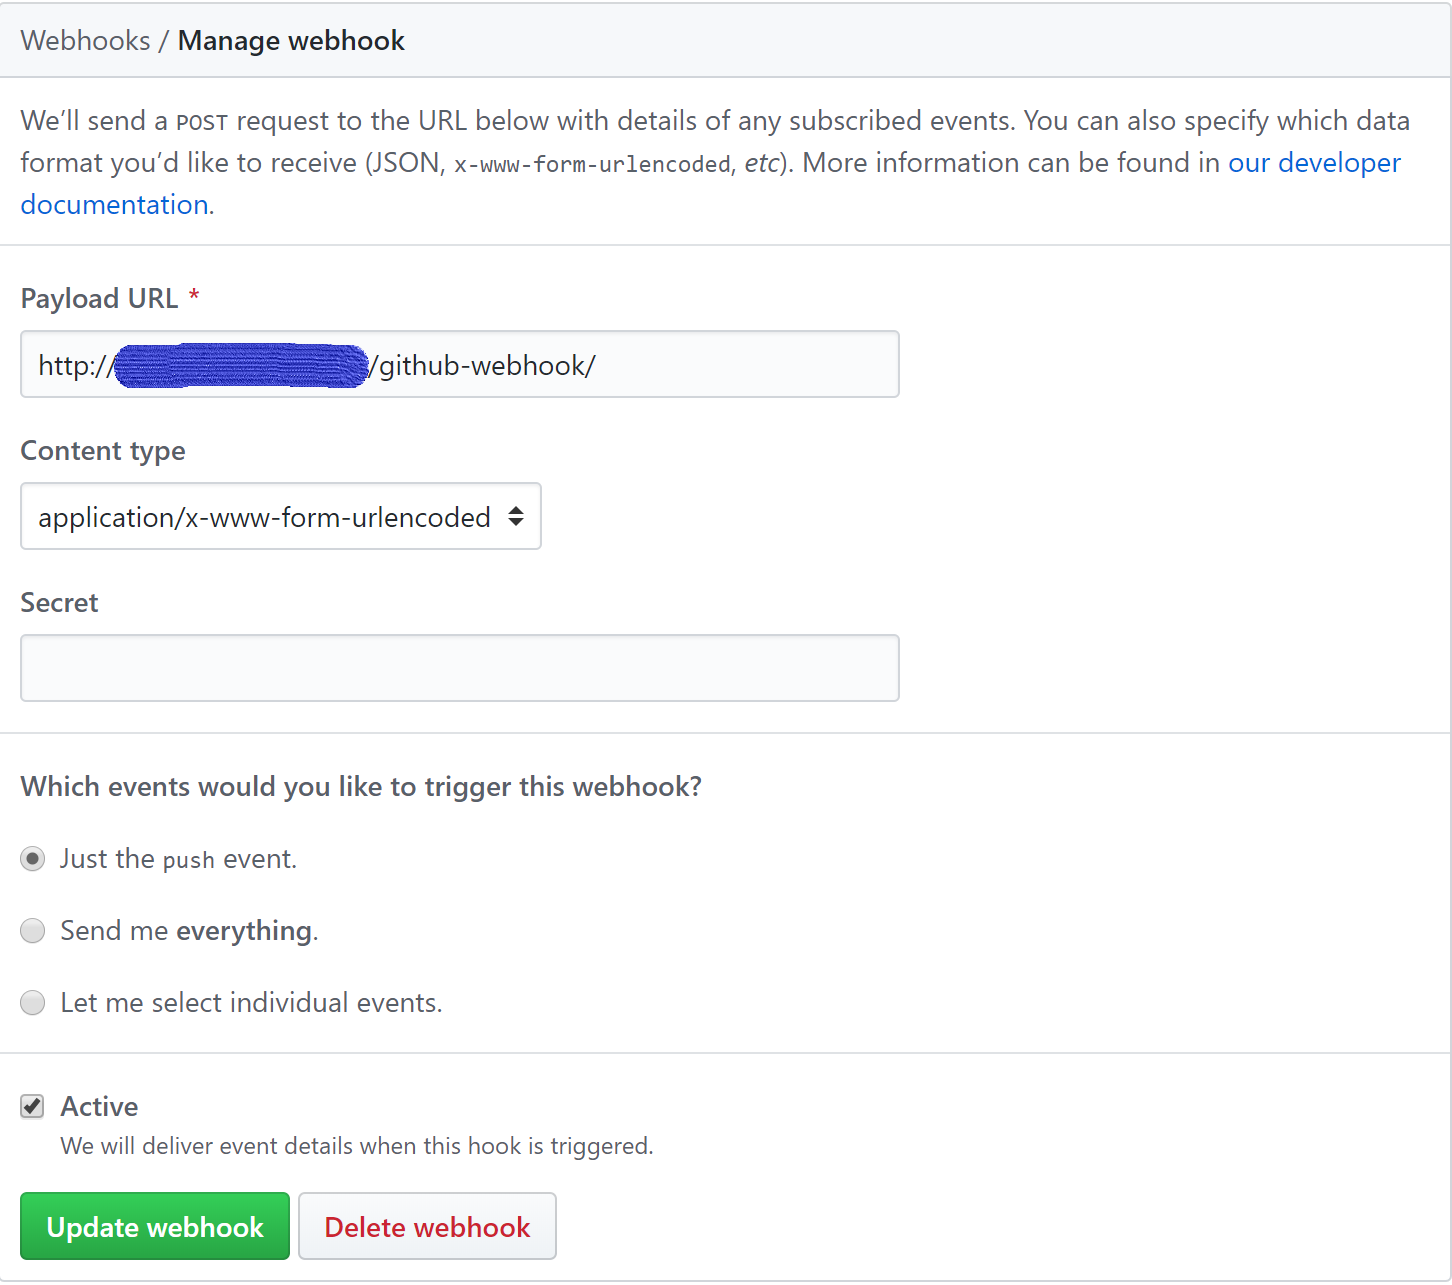 Webhooks / Manage webhook
We’ll send a POST request to the URL below with details of any subscribed events. You can also specify which data
format you’d like to receive (JSON, x-www-form-urlencoded, etc). More information can be found in our developer
documentation.
Payload URL *
http:// /github-webhook/
Content type
application/x-www-form-urlencoded
Secret
Which events would you like to trigger this webhook?
Just the push event.
Send me everything.
Let me select individual events.
Active
We will deliver event details when this hook is triggered.
Update webhook Delete webhook